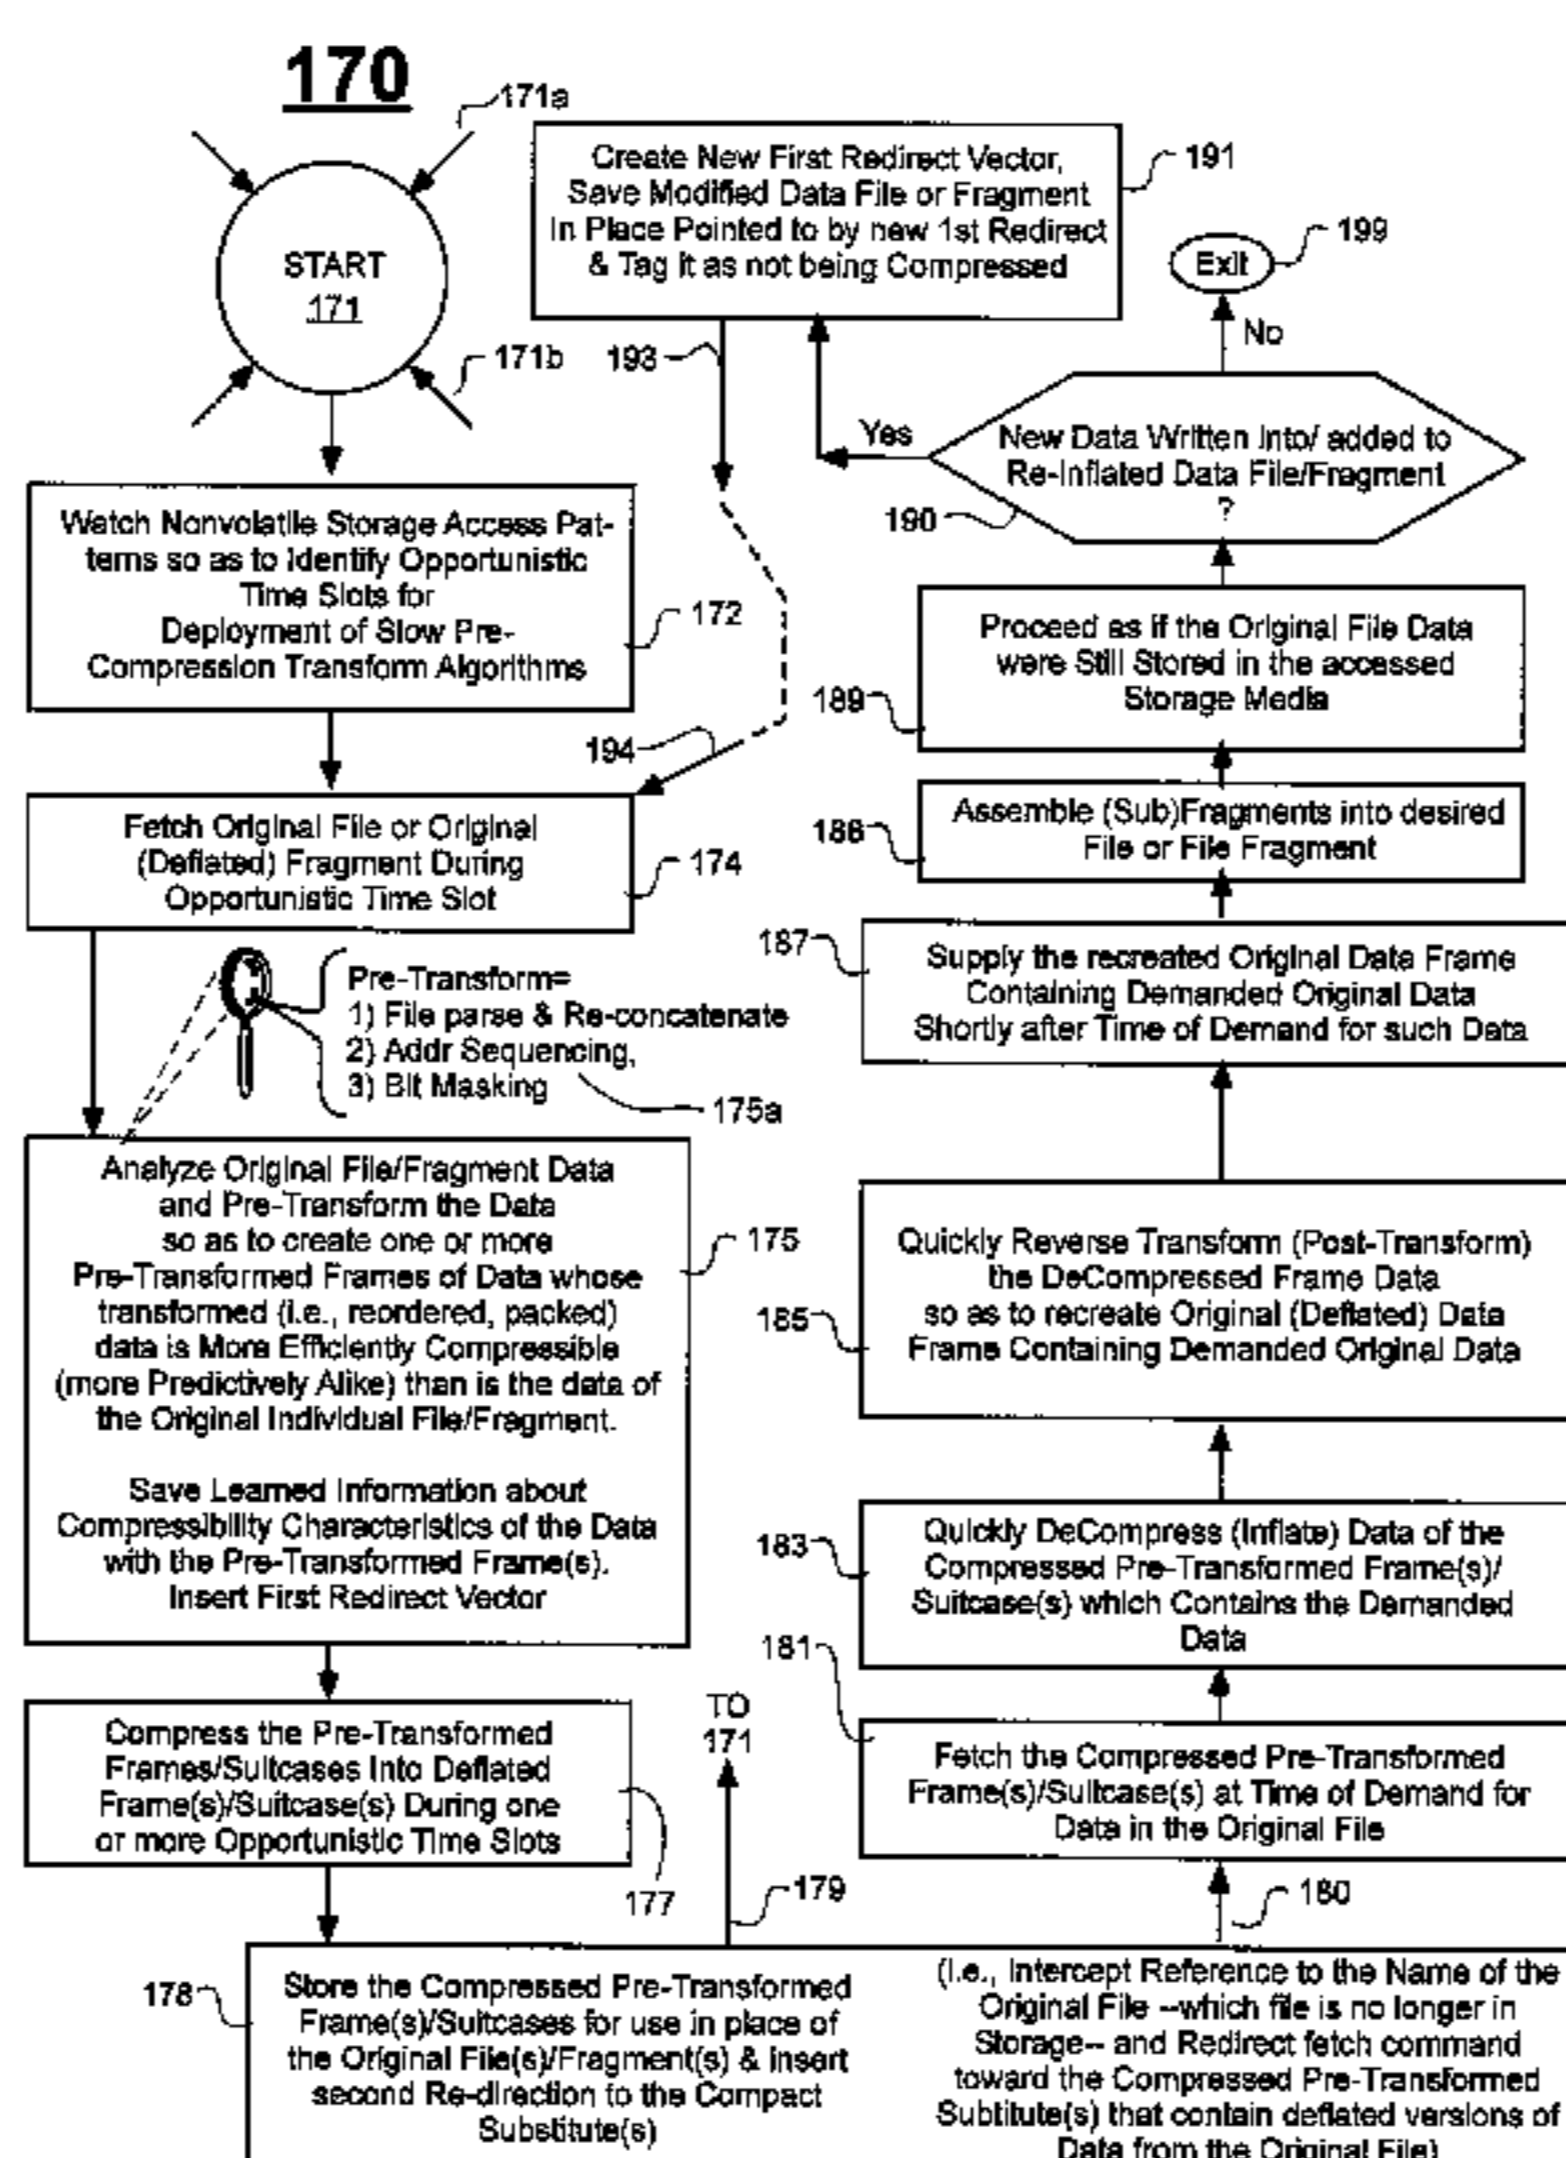 170
171a
START
171
171b
Watch Nonvolatile Storage Access Pat-
terns so as to Identify Opportunistic
Time Slots for
Deployment of Slow Pre-
Compression Transform Algorithms
172
Fetch Original File or Original
(Deflated) Fragment During
Opportunistic Time Slot
174
Pre-Transform=
1) File parse & Re-concatenate
2) Addr Sequencing,
3) Bit Masking
175a
Analyze Original File/Fragment Data
and Pre-Transform the Data
so as to create one or more
Pre-Transformed Frames of Data whose
transformed (i.e., reordered, packed)
data is More Efficiently Compressible
(more Predictively Alike) than is the data of
the Original Individual File/Fragment.
Save Learned Information about
Compressibility Characteristics of the Data
with the Pre-Transformed Frame(s).
Insert First Redirect Vector
175
Compress the Pre-Transformed
Frames/Suitcases Into Deflated
Frame(s)/Suitcase(s) During one
or more Opportunistic Time Slots
177
178
Store the Compressed Pre-Transformed
Frame(s)/Suitcases for use in place of
the Original File(s)/Fragment(s) & insert
second Re-direction to the Compact
Substitute(s)
TO
171
179
180
(I.e., Intercept Reference to the Name of the
Original File --which file is no longer in
Storage-- and Redirect fetch command
toward the Compressed Pre-Transformed
Subtitute(s) that contain deflated versions of
Data from the Original File)
181
Fetch the Compressed Pre-Transformed
Frame(s)/Suitcase(s) at Time of Demand for
Data in the Original File
183
Quickly DeCompress (Inflate) Data of the
Compressed Pre-Transformed Frame(s)/
Suitcase(s) which Contains the Demanded
Data
185
Quickly Reverse Transform (Post-Transform)
the DeCompressed Frame Data
so as to recreate Original (Deflated) Data
Frame Containing Demanded Original Data
187
Supply the recreated Original Data Frame
Containing Demanded Original Data
Shortly after Time of Demand for such Data
188
Assemble (Sub)Fragments into desired
File or File Fragment
189
Proceed as if the Original File Data
were Still Stored in the accessed
Storage Media
190
New Data Written Into/ added to
Re-Inflated Data File/Fragment
?
Yes
No
Exit
199
Create New First Redirect Vector,
Save Modified Data File or Fragment
In Place Pointed to by new 1st Redirect
& Tag it as not being Compressed
191
193
194